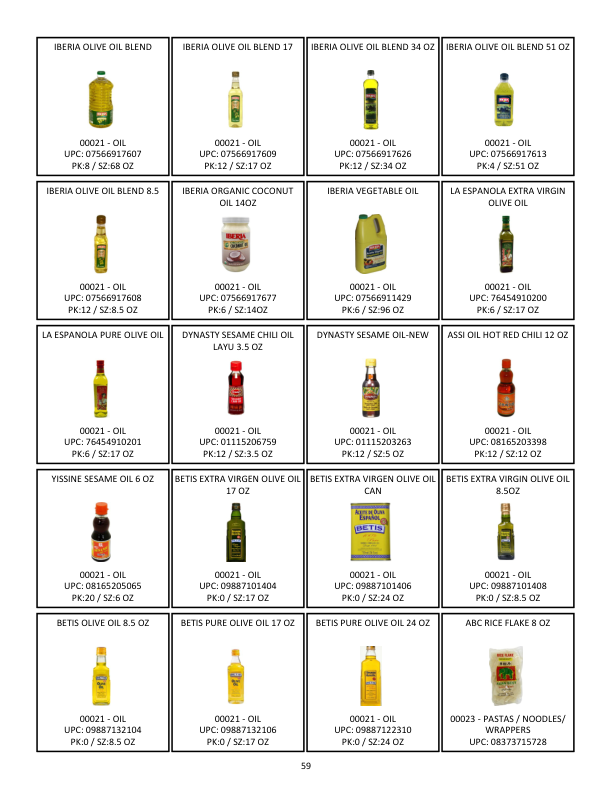 IBERIA OLIVE OIL BLEND
00021 - OIL
UPC: 07566917607
PK:8 / SZ:68 OZ
IBERIA OLIVE OIL BLEND 17
00021 - OIL
UPC: 07566917609
PK:12 / SZ:17 OZ
IBERIA OLIVE OIL BLEND 34 OZ
00021 - OIL
UPC: 07566917626
PK:12 / SZ:34 OZ
IBERIA OLIVE OIL BLEND 51 OZ
00021 - OIL
UPC: 07566917613
PK:4 / SZ:51 OZ
IBERIA OLIVE OIL BLEND 8.5
00021 - OIL
UPC: 07566917608
PK:12 / SZ:8.5 OZ
IBERIA ORGANIC COCONUT
OIL 14OZ
IBERIA
00021 - OIL
UPC: 07566917677
PK:6 / SZ:14OZ
IBERIA VEGETABLE OIL
00021 - OIL
UPC: 07566911429
PK:6 / SZ:96 OZ
LA ESPANOLA EXTRA VIRGIN
OLIVE OIL
00021 - OIL
UPC: 76454910200
PK:6 / SZ:17 OZ
LA ESPANOLA PURE OLIVE OIL
00021 - OIL
UPC: 76454910201
PK:6 / SZ:17 OZ
DYNASTY SESAME CHILI OIL
LAYU 3.5 OZ
00021 - OIL
UPC: 01115206759
PK:12 / SZ:3.5 OZ
DYNASTY SESAME OIL-NEW
00021 - OIL
UPC: 01115203263
PK:12 / SZ:5 OZ
ASSI OIL HOT RED CHILI 12 OZ
00021 - OIL
UPC: 08165203398
PK:12 / SZ:12 OZ
YISSINE SESAME OIL 6 OZ
00021 - OIL
UPC: 08165205065
PK:20 / SZ:6 OZ
BETIS EXTRA VIRGEN OLIVE OIL
17 OZ
00021 - OIL
UPC: 09887101404
PK:0 / SZ:17 OZ
BETIS EXTRA VIRGEN OLIVE OIL
CAN
ACEITE DE OLIVA
ESPAÑOL
BETIS
00021 - OIL
UPC: 09887101406
PK:0 / SZ:24 OZ
BETIS EXTRA VIRGIN OLIVE OIL
8.5OZ
00021 - OIL
UPC: 09887101408
PK:0 / SZ:8.5 OZ
BETIS OLIVE OIL 8.5 OZ
00021 - OIL
UPC: 09887132104
PK:0 / SZ:8.5 OZ
BETIS PURE OLIVE OIL 17 OZ
00021 - OIL
UPC: 09887132106
PK:0 / SZ:17 OZ
BETIS PURE OLIVE OIL 24 OZ
00021 - OIL
UPC: 09887122310
PK:0 / SZ:24 OZ
ABC RICE FLAKE 8 OZ
RICE FLAKE
00023 - PASTAS / NOODLES/
WRAPPERS
UPC: 08373715728
59